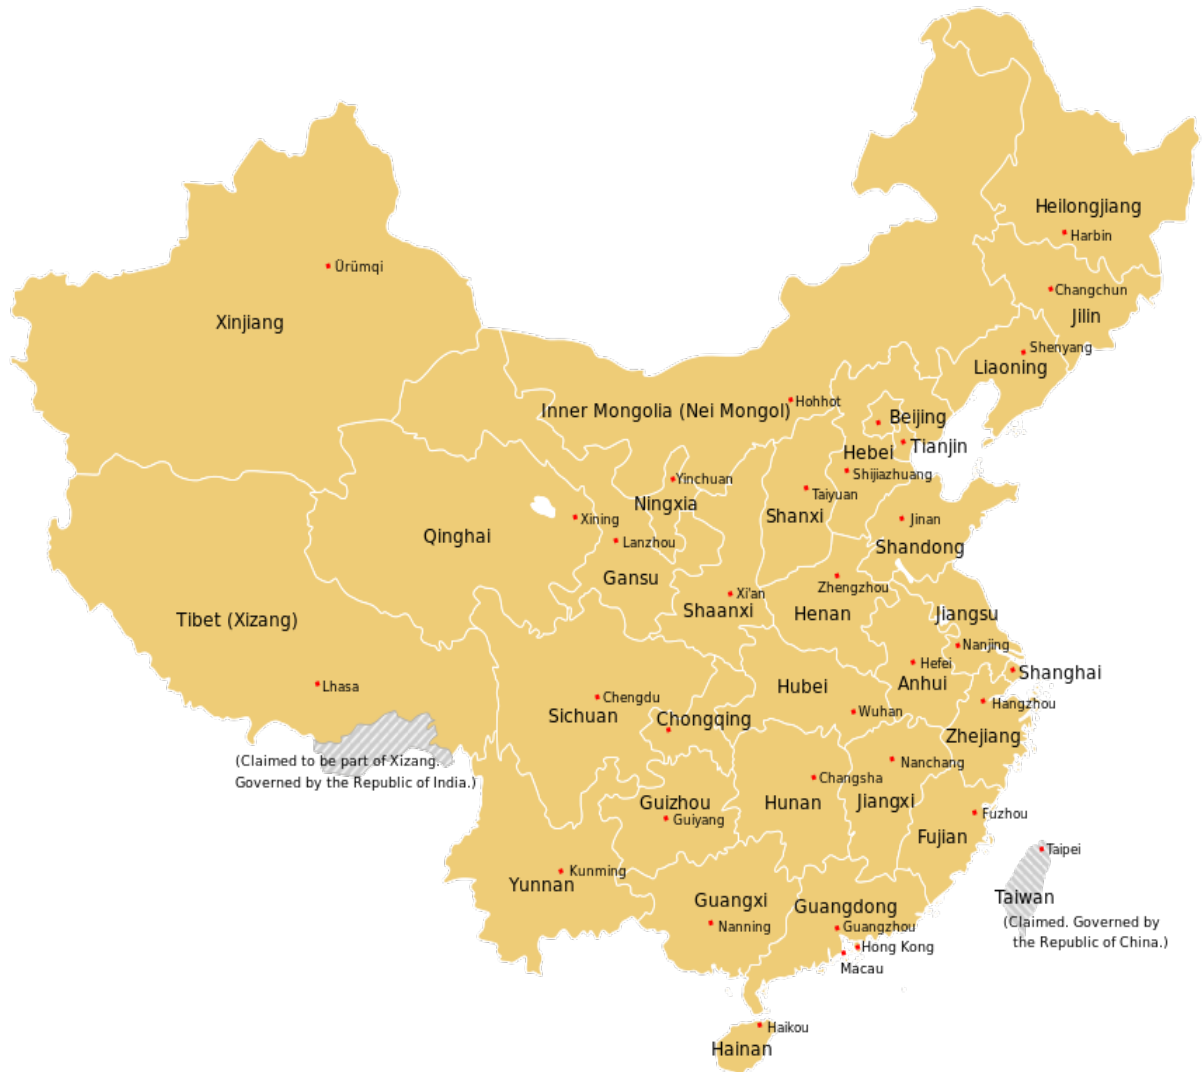 Heilongjiang
Harbin
Ürümqi
Changchun
Jilin
Xinjiang
Shenyang
Liaoning
Hohhot
Inner Mongolia (Nei Mongol)
Beijing
Tianjin
Hebei
Shijiazhuang
Yinchuan
Taiyuan
Ningxia
Shanxi
Xining
Jinan
Qinghai
Lanzhou
Shandong
Gansu
Zhengzhou
Xi'an
Shaanxi
Henan
Jiangsu
Tibet (Xizang)
Nanjing
Hefei
Shanghai
Anhui
Lhasa
Hubei
Chengdu
Hangzhou
Sichuan
Wuhan
Chongqing
Zhejiang
(Claimed to be part of Xizang.
Governed by the Republic of India.)
Nanchang
Changsha
Guizhou
Hunan
Jiangxi
Guiyang
Fuzhou
Fujian
Taipei
Kunming
Yunnan
Taiwan
Guangxi
Guangdong
(Claimed. Governed by
the Republic of China.)
Nanning
Guangzhou
Hong Kong
Macau
Haikou
Hainan